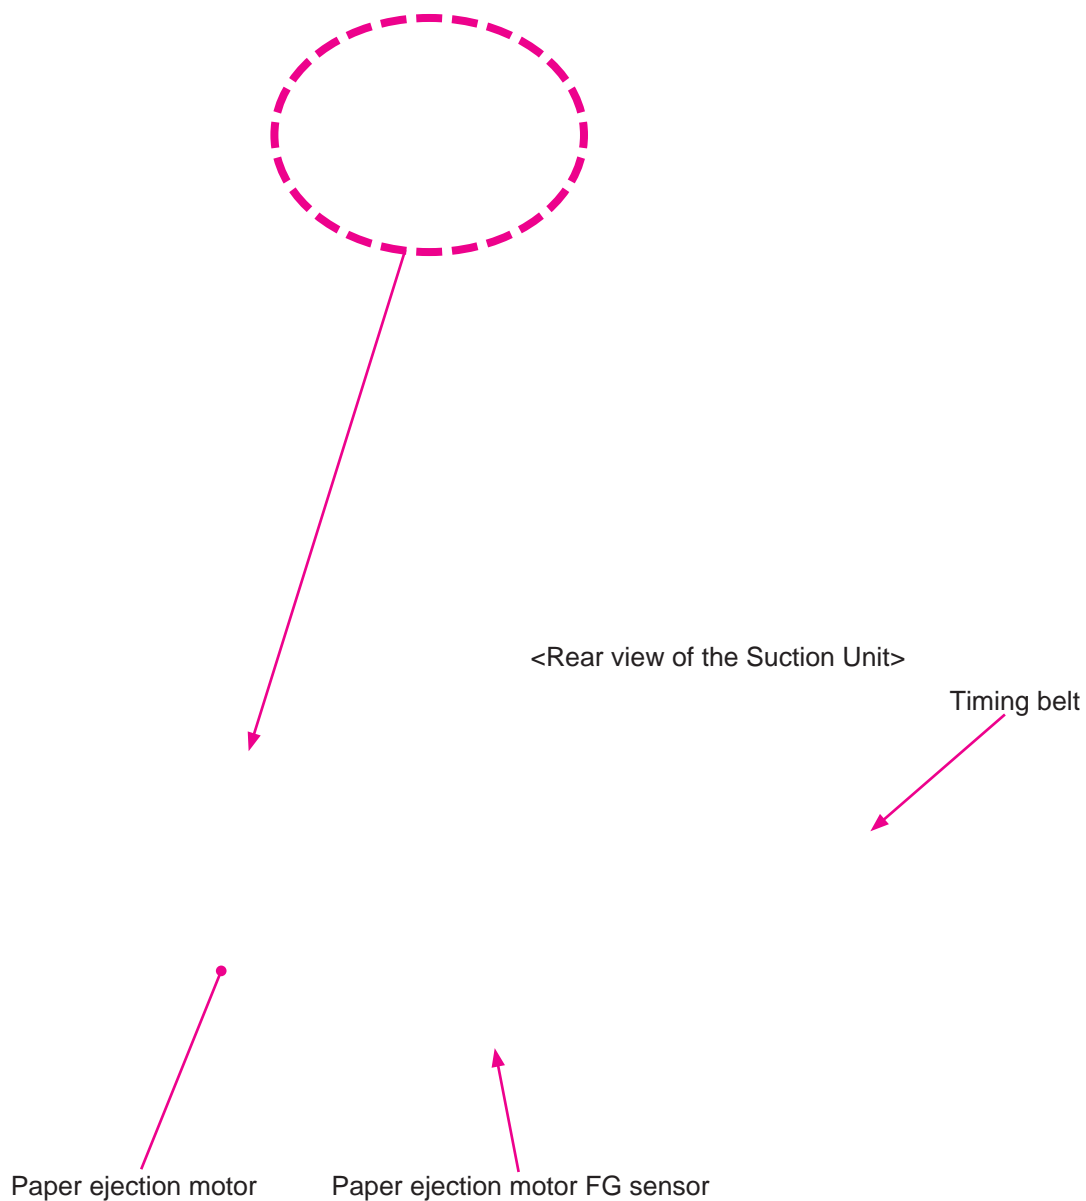 <Rear view of the Suction Unit>
Timing belt
Paper ejection motor
Paper ejection motor FG sensor